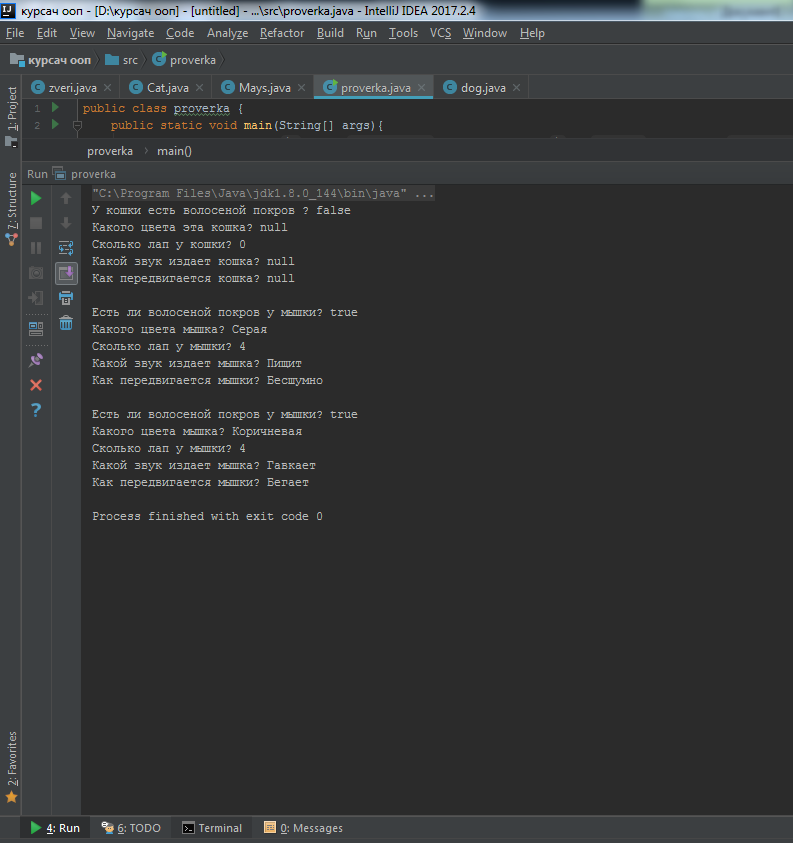 курсач ооп - [D:\курсач ооп] - [untitled] - ...\src\proverka.java - IntelliJ IDEA 2017.2.4
File Edit View Navigate Code Analyze Refactor Build Run Tools VCS Window Help
курсач ооп src proverka
zveri.java Cat.java Mays.java proverka.java dog.java
1: Project
1 public class proverka {
2 public static void main(String[] args){
proverka main()
Run proverka
7: Structure
"C:\Program Files\Java\jdk1.8.0_144\bin\java" ...
У кошки есть волосеной покров ? false
Какого цвета эта кошка? null
Сколько лап у кошки? 0
Какой звук издает кошка? null
Как передвигается кошка? null
Есть ли волосеной покров у мышки? true
Какого цвета мышка? Серая
Сколько лап у мышки? 4
Какой звук издает мышка? Пищит
Как передвигается мышки? Бесшумно
Есть ли волосеной покров у мышки? true
Какого цвета мышка? Коричневая
Сколько лап у мышки? 4
Какой звук издает мышка? Гавкает
Как передвигается мышки? Бегает
Process finished with exit code 0
2: Favorites
4: Run 6: TODO Terminal 0: Messages